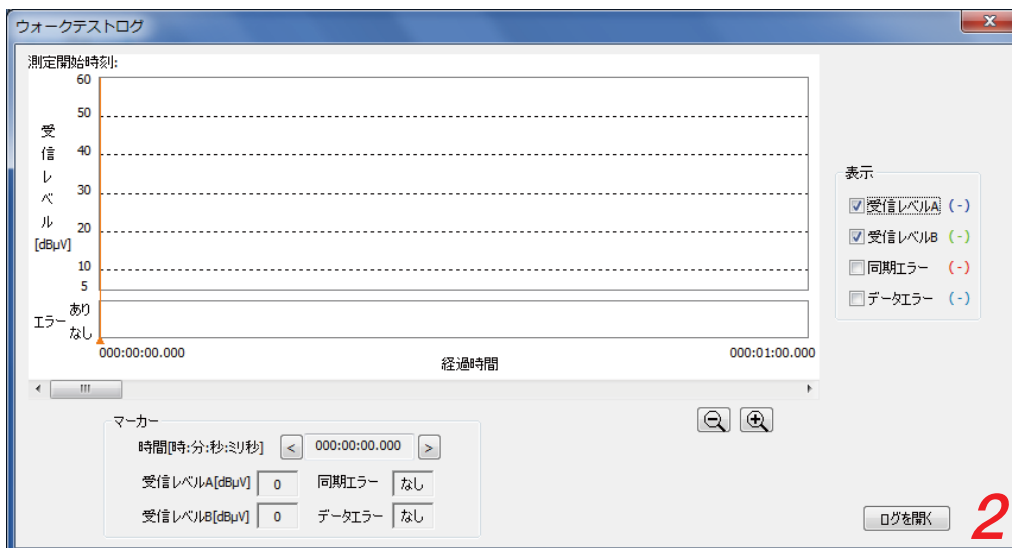 ウォークテストログ
測定開始時刻:
60
50
40
30
20
10
5
受信レベル
[dBµV]
エラー
あり
なし
000:00:00.000
経過時間
000:01:00.000
表示
受信レベルA (-)
受信レベルB (-)
同期エラー (-)
データエラー (-)
マーカー
時間[時:分:秒:ミリ秒] < 000:00:00.000 >
受信レベルA[dBµV] 0 同期エラー なし
受信レベルB[dBµV] 0 データエラー なし
ログを開く
2